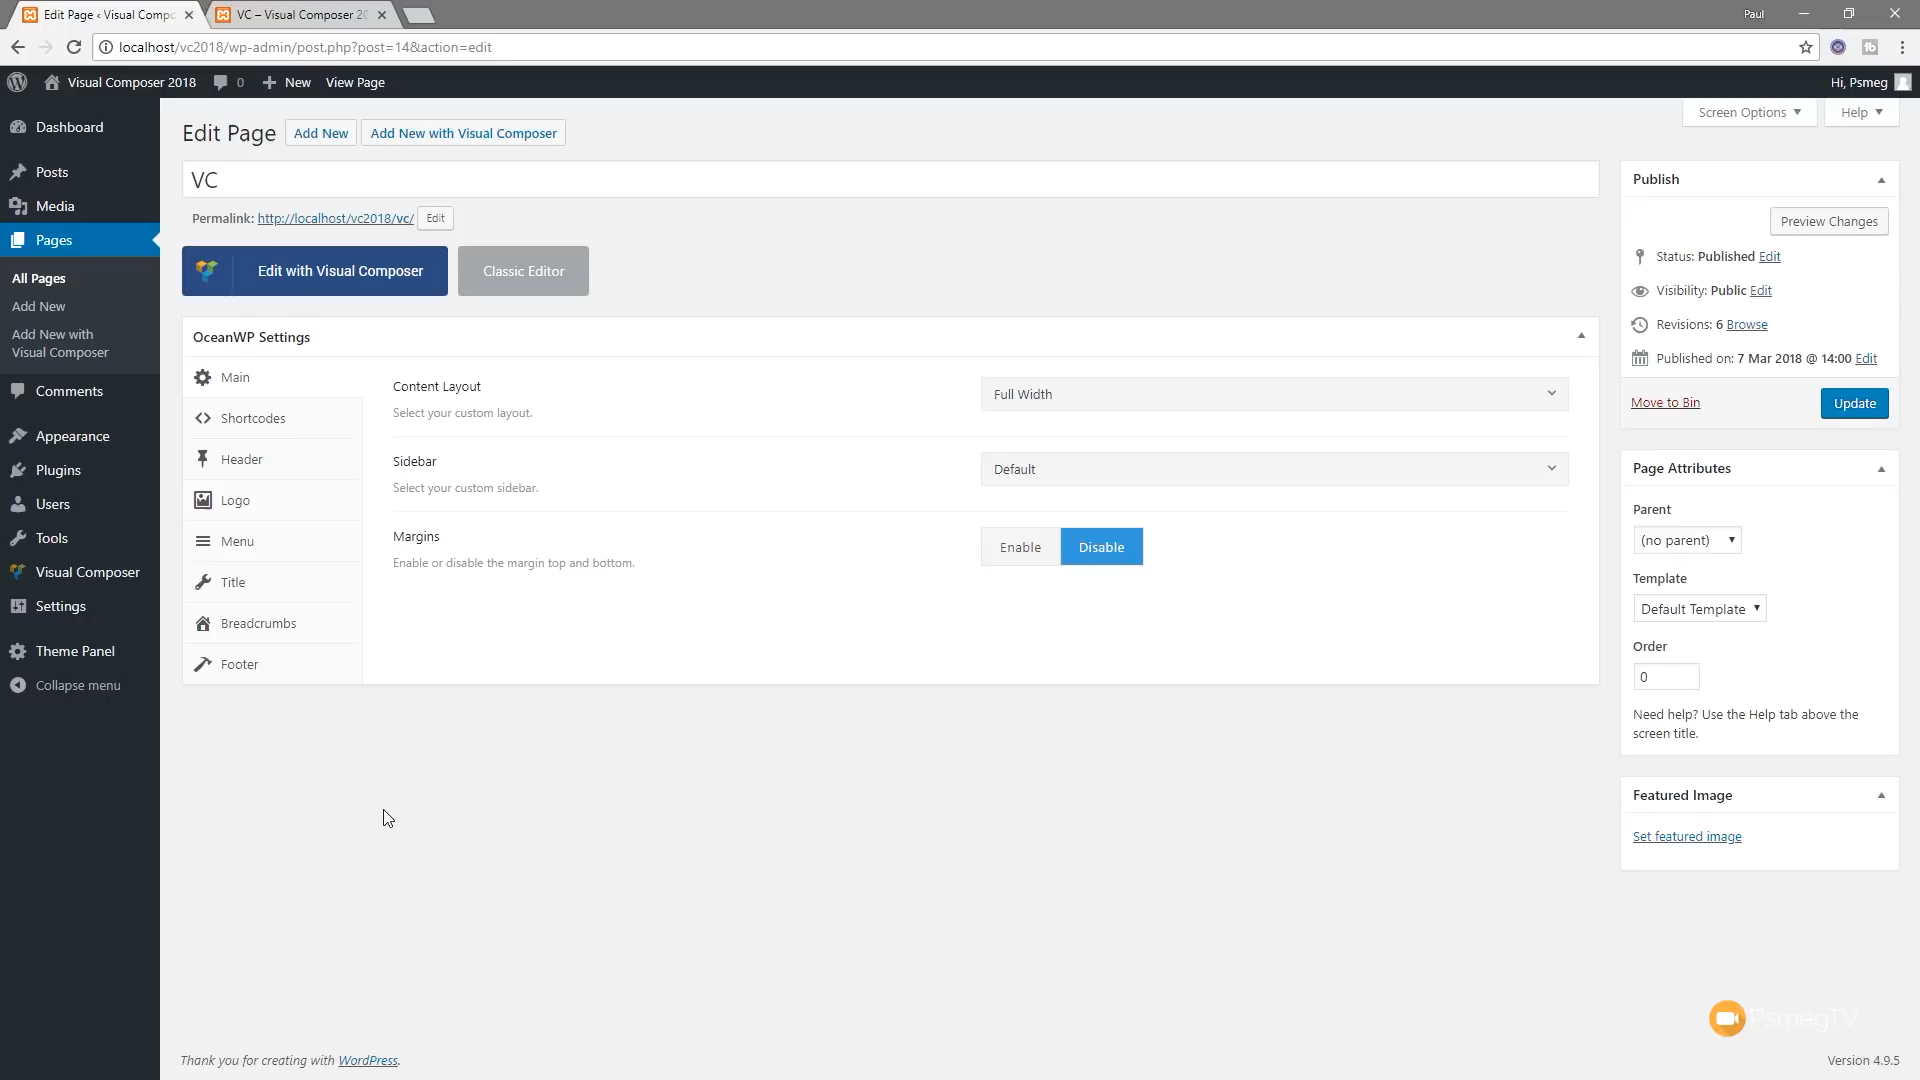 Edit Page ‹ Visual Compo
VC – Visual Composer 20
Paul
localhost/vc2018/wp-admin/post.php?post=14&action=edit
Visual Composer 2018
0
New
View Page
Hi, Psmeg
Dashboard
Posts
Media
Pages
All Pages
Add New
Add New with
Visual Composer
Comments
Appearance
Plugins
Users
Tools
Visual Composer
Settings
Theme Panel
Collapse menu
Screen Options
Help
Edit Page
Add New
Add New with Visual Composer
VC
Permalink: http://localhost/vc2018/vc/
Edit
Edit with Visual Composer
Classic Editor
OceanWP Settings
Main
Shortcodes
Header
Logo
Menu
Title
Breadcrumbs
Footer
Content Layout
Select your custom layout.
Full Width
Sidebar
Select your custom sidebar.
Default
Margins
Enable or disable the margin top and bottom.
Enable
Disable
Publish
Preview Changes
Status: Published Edit
Visibility: Public Edit
Revisions: 6 Browse
Published on: 7 Mar 2018 @ 14:00 Edit
Move to Bin
Update
Page Attributes
Parent
(no parent)
Template
Default Template
Order
0
Need help? Use the Help tab above the
screen title.
Featured Image
Set featured image
PsmegTV
Thank you for creating with WordPress.
Version 4.9.5